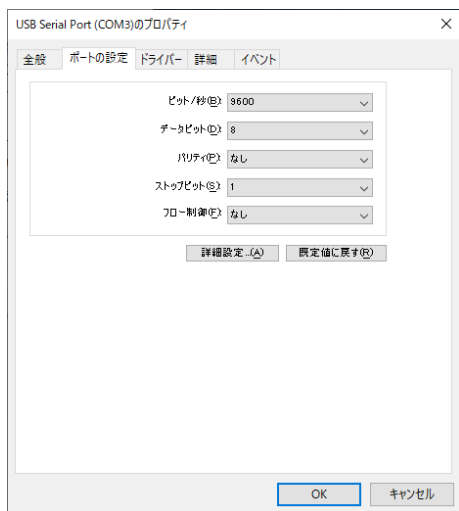 USB Serial Port (COM3)のプロパティ
全般 ポートの設定 ドライバー 詳細 イベント
ビット/秒(B): 9600
データ ビット(D): 8
パリティ(P): なし
ストップ ビット(S): 1
フロー制御(F): なし
詳細設定...(A) 既定値に戻す(R)
OK キャンセル